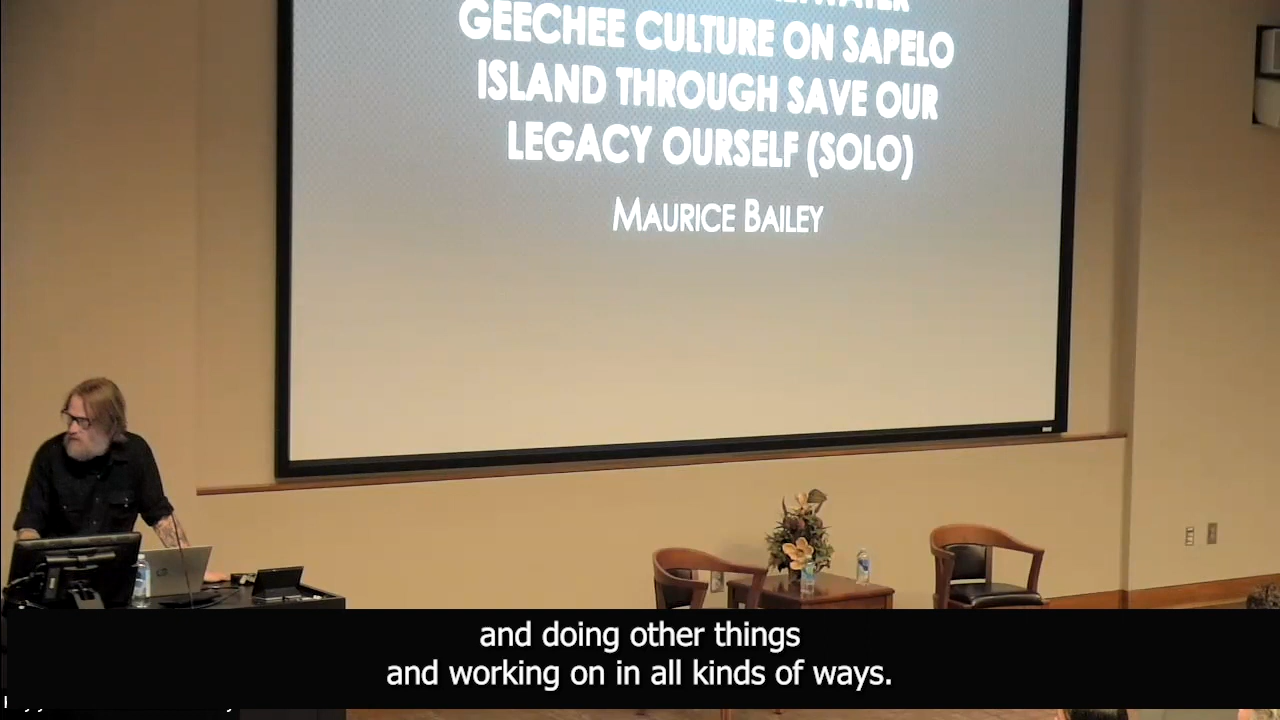 GEECHEE CULTURE ON SAPELO
ISLAND THROUGH SAVE OUR
LEGACY OURSELF (SOLO)
MAURICE BAILEY
and doing other things
and working on in all kinds of ways.